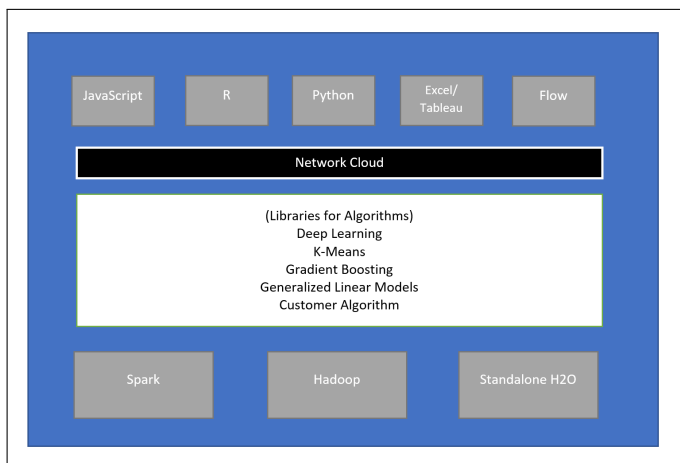 JavaScript
R
Python
Excel/
Tableau
Flow
Network Cloud
(Libraries for Algorithms)
Deep Learning
K-Means
Gradient Boosting
Generalized Linear Models
Customer Algorithm
Spark
Hadoop
Standalone H2O